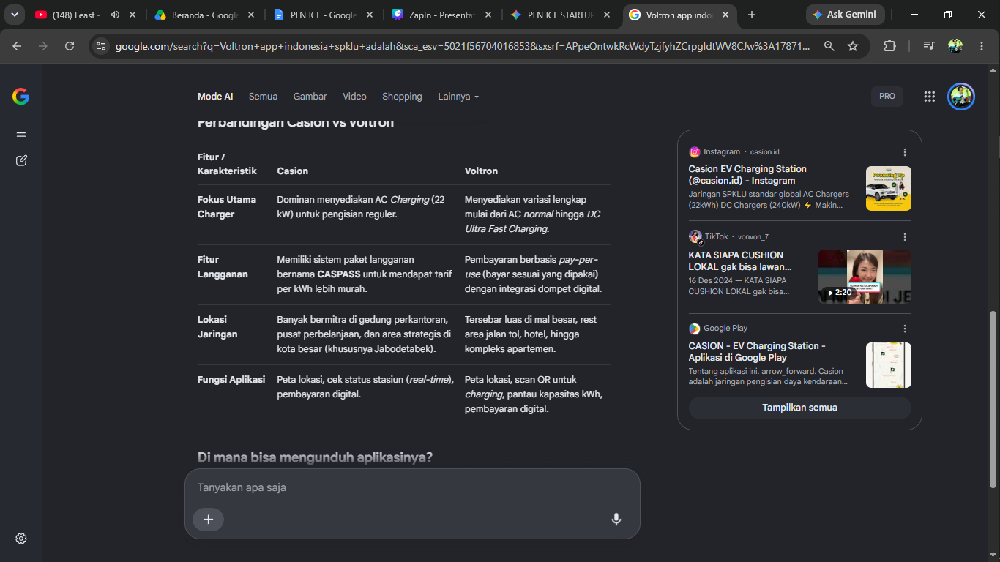 (148) Feast -
Beranda - Google
PLN ICE - Google
ZapIn - Presentat
PLN ICE STARTUP
Voltron app indo
Ask Gemini
google.com/search?q=Voltron+app+indonesia+spklu+adalah&sca_esv=5021f56704016853&sxsrf=APpeQntwkRcWdyTzjfyhZCrpgIdtWV8CJw%3A17871...
Mode AI
Semua
Gambar
Video
Shopping
Lainnya
PRO
Perbandingan Casion vs Voltron
Fitur /
Karakteristik
Casion
Voltron
Fokus Utama
Charger
Dominan menyediakan AC Charging (22
kW) untuk pengisian reguler.
Menyediakan variasi lengkap
mulai dari AC normal hingga DC
Ultra Fast Charging.
Fitur
Langganan
Memiliki sistem paket langganan
bernama CASPASS untuk mendapat tarif
per kWh lebih murah.
Pembayaran berbasis pay-per-
use (bayar sesuai yang dipakai)
dengan integrasi dompet digital.
Lokasi
Jaringan
Banyak bermitra di gedung perkantoran,
pusat perbelanjaan, dan area strategis di
kota besar (khususnya Jabodetabek).
Tersebar luas di mal besar, rest
area jalan tol, hotel, hingga
kompleks apartemen.
Fungsi Aplikasi
Peta lokasi, cek status stasiun (real-time),
pembayaran digital.
Peta lokasi, scan QR untuk
charging, pantau kapasitas kWh,
pembayaran digital.
Di mana bisa mengunduh aplikasinya?
Tanyakan apa saja
Instagram · casion.id
Casion EV Charging Station
(@casion.id) - Instagram
Jaringan SPKLU standar global AC Chargers
(22kWh) DC Chargers (240kW) ⚡ Makin...
Powering Up
TikTok · vonvon_7
KATA SIAPA CUSHION
LOKAL gak bisa lawan...
16 Des 2024 — KATA SIAPA
CUSHION LOKAL gak bisa...
2:20
Google Play
CASION - EV Charging Station -
Aplikasi di Google Play
Tentang aplikasi ini. arrow_forward. Casion
adalah jaringan pengisian daya kendaraan...
Tampilkan semua